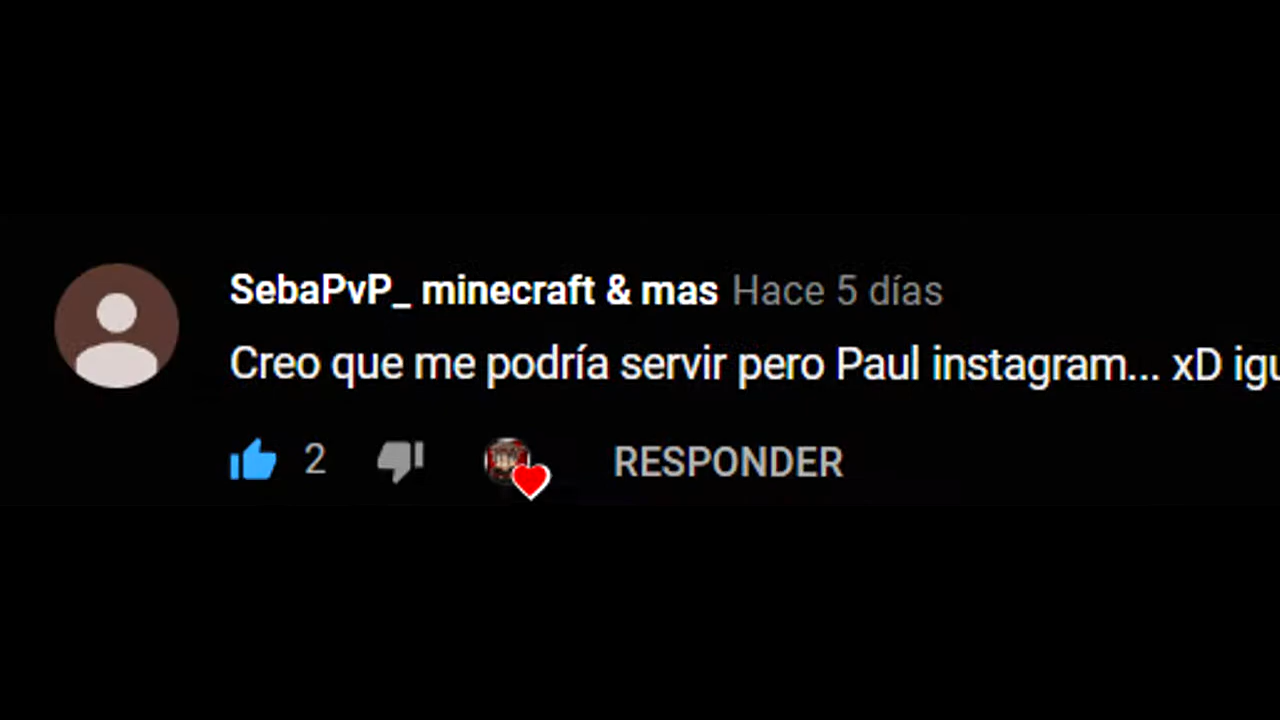 SebaPvP_ minecraft & mas Hace 5 días
Creo que me podría servir pero Paul instagram... xD
2 RESPONDER